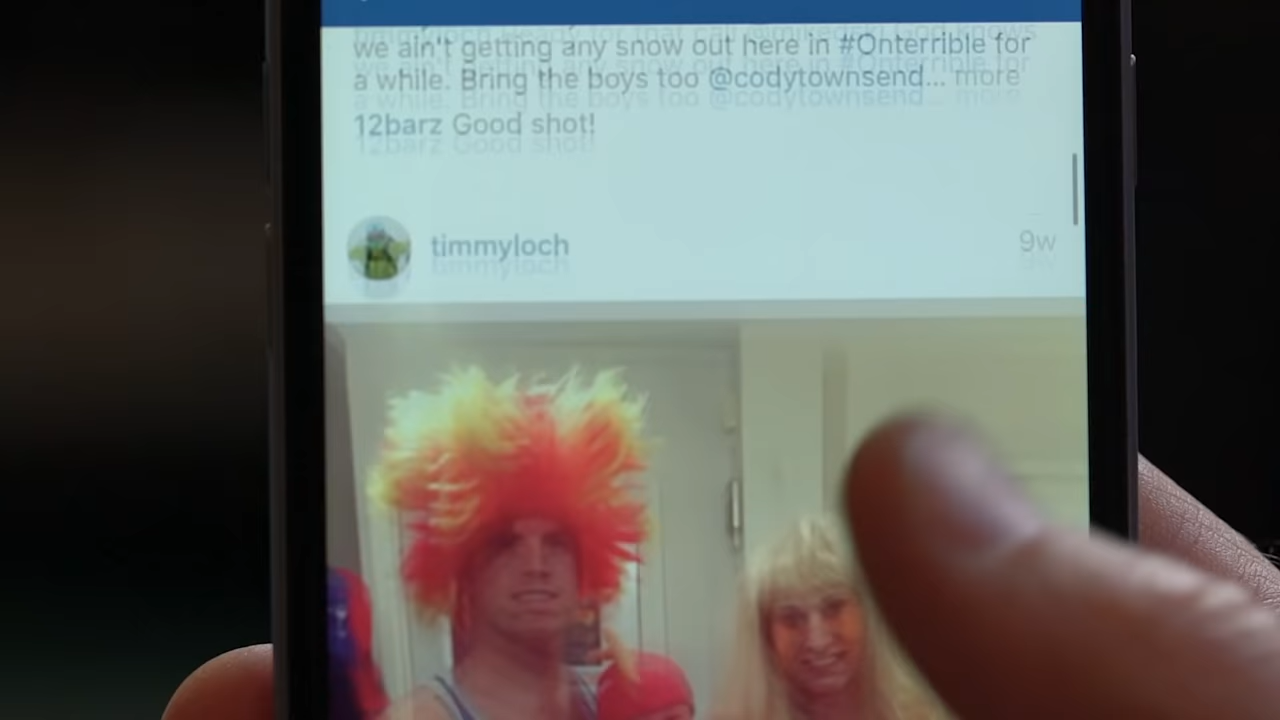 we ain't getting any snow out here in #Onterrible for
a while. Bring the boys too @codytownsend... more
12barz Good shot!
timmyloch
9w